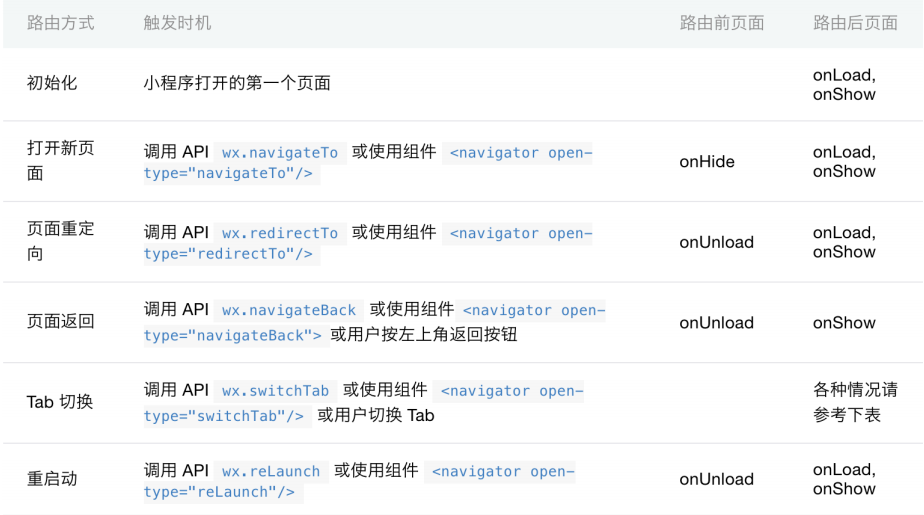 路由方式 触发时机 路由前页面 路由后页面
初始化 小程序打开的第一个页面 onLoad,
onShow
打开新页
面 调用 API wx.navigateTo 或使用组件 <navigator open-
type="navigateTo"/> onHide onLoad,
onShow
页面重定
向 调用 API wx.redirectTo 或使用组件 <navigator open-
type="redirectTo"/> onUnload onLoad,
onShow
页面返回 调用 API wx.navigateBack 或使用组件 <navigator open-
type="navigateBack"> 或用户按左上角返回按钮 onUnload onShow
Tab 切换 调用 API wx.switchTab 或使用组件 <navigator open-
type="switchTab"/> 或用户切换 Tab 各种情况请
参考下表
重启动 调用 API wx.reLaunch 或使用组件 <navigator open-
type="reLaunch"/> onUnload onLoad,
onShow